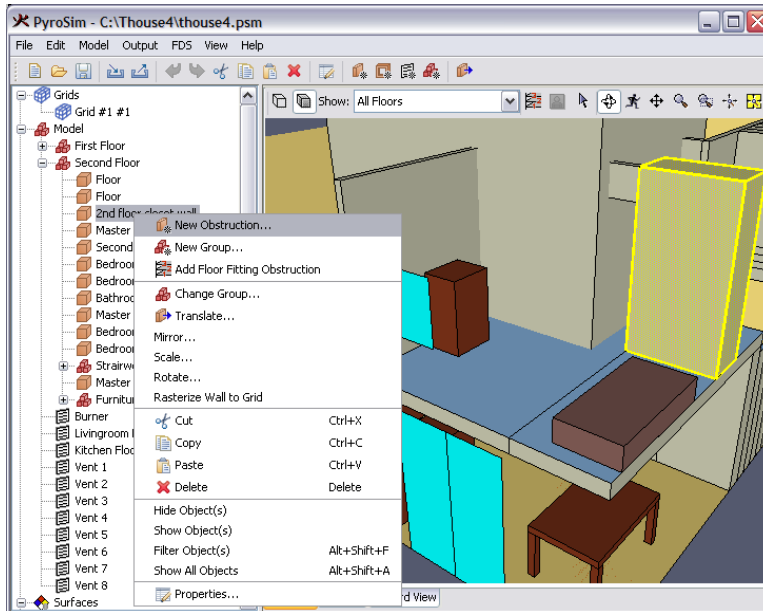 PyroSim - C:\Thouse4\thouse4.psm
File Edit Model Output FDS View Help
Show: All Floors
Grids
Grid #1 #1
Model
First Floor
Second Floor
Floor
Floor
2nd floor closet wall
Master
Second
Bedroo
Bedroo
Bathroo
Master
Bedroo
Bedroo
Strairwe
Master
Furnitur
Burner
Livingroom
Kitchen Floo
Vent 1
Vent 2
Vent 3
Vent 4
Vent 5
Vent 6
Vent 7
Vent 8
Surfaces
New Obstruction...
New Group...
Add Floor Fitting Obstruction
Change Group...
Translate...
Mirror...
Scale...
Rotate...
Rasterize Wall to Grid
Cut Ctrl+X
Copy Ctrl+C
Paste Ctrl+V
Delete Delete
Hide Object(s)
Show Object(s)
Filter Object(s) Alt+Shift+F
Show All Objects Alt+Shift+A
Properties...
rd View